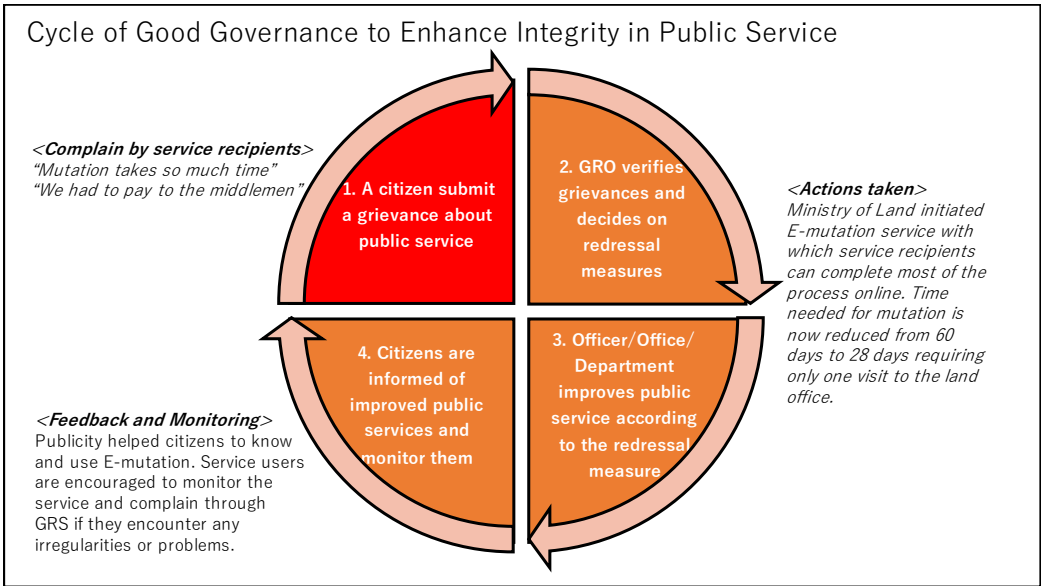 Cycle of Good Governance to Enhance Integrity in Public Service
<Complain by service recipients>
“Mutation takes so much time”
“We had to pay to the middlemen”
1. A citizen submit
a grievance about
public service
2. GRO verifies
grievances and
decides on
redressal
measures
<Actions taken>
Ministry of Land initiated
E-mutation service with
which service recipients
can complete most of the
process online. Time
needed for mutation is
now reduced from 60
days to 28 days requiring
only one visit to the land
office.
3. Officer/Office/
Department
improves public
service according
to the redressal
measure
4. Citizens are
informed of
improved public
services and
monitor them
<Feedback and Monitoring>
Publicity helped citizens to know
and use E-mutation. Service users
are encouraged to monitor the
service and complain through
GRS if they encounter any
irregularities or problems.